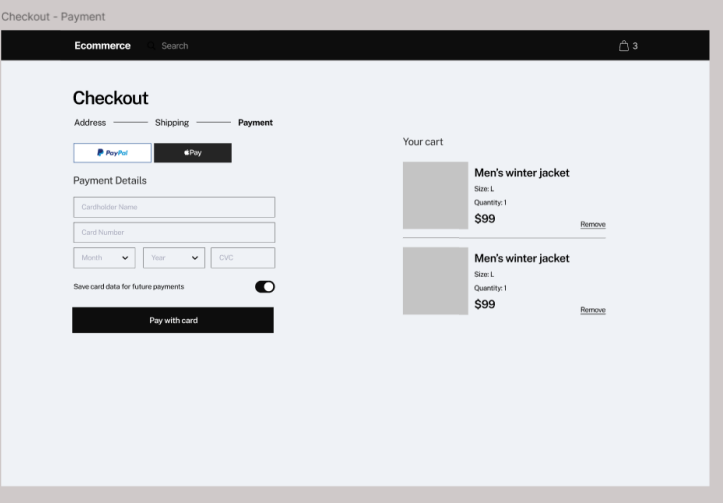 Checkout - Payment
Ecommerce Search 3
Checkout
Address Shipping Payment
PayPal Pay
Payment Details
Cardholder Name
Card Number
Month Year CVC
Save card data for future payments
Pay with card
Your cart
Men's winter jacket
Size: L
Quantity: 1
$99
Remove
Men's winter jacket
Size: L
Quantity: 1
$99
Remove